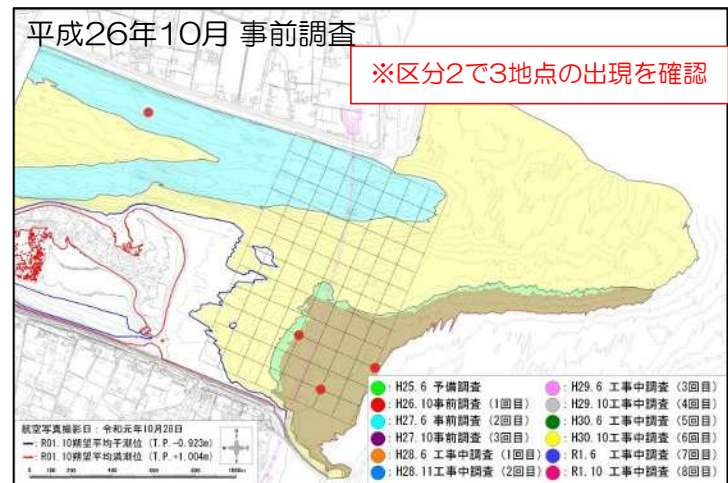 平成26年10月 事前調査
※区分2で3地点の出現を確認
：H25.6 予備調査
：H26.10事前調査（1回目）
：H27.6 事前調査（2回目）
：H27.10事前調査（3回目）
：H28.6 工事中調査（1回目）
：H28.11工事中調査（2回目）
：H29.6 工事中調査（3回目）
：H29.10工事中調査（4回目）
：H30.6 工事中調査（5回目）
：H30.10工事中調査（6回目）
：R1.6 工事中調査（7回目）
：R1.10 工事中調査（8回目）
航空写真撮影日：令和元年10月28日
：R01.10朔望平均干潮位（T.P.-0.923m）
：R01.10朔望平均満潮位（T.P.+1.004m）